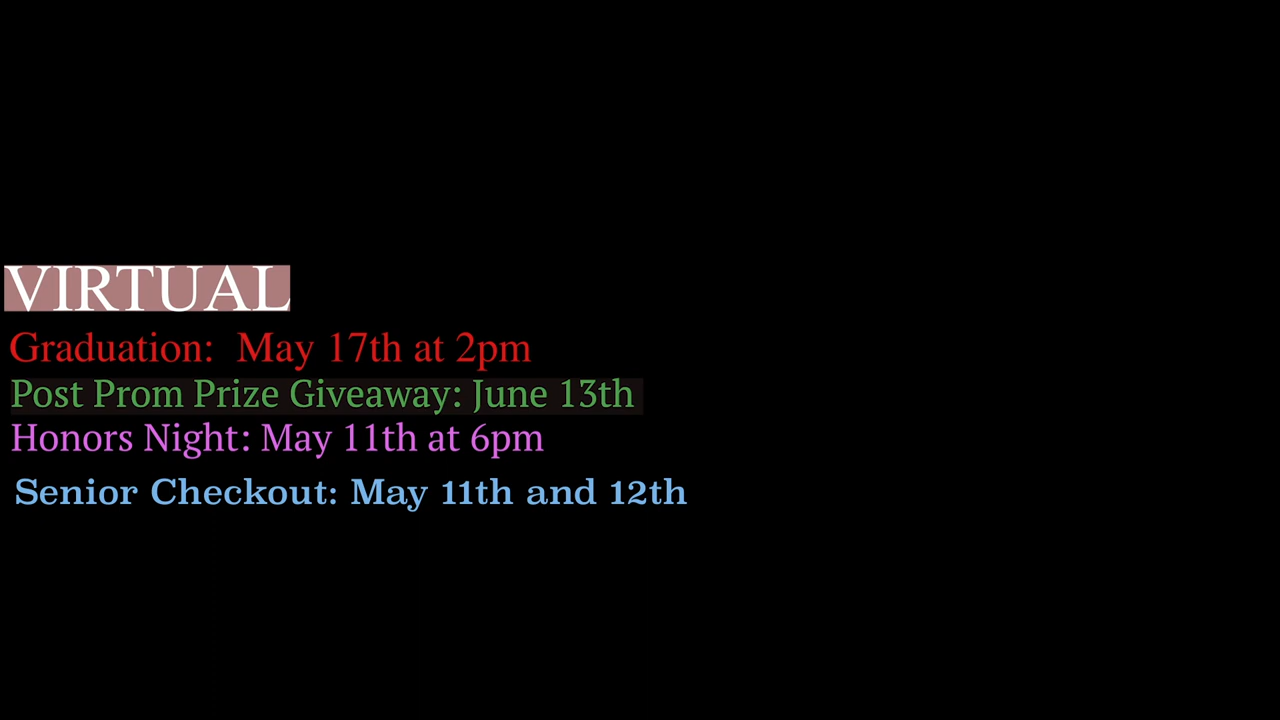 VIRTUAL
Graduation:  May 17th at 2pm
Post Prom Prize Giveaway: June 13th
Honors Night: May 11th at 6pm
Senior Checkout: May 11th and 12th